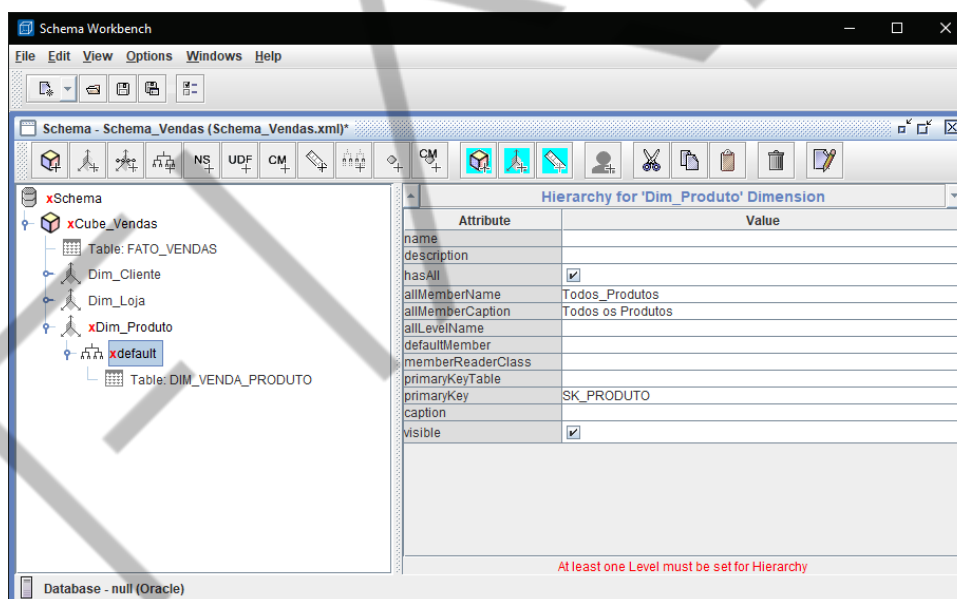 Schema Workbench
File Edit View Options Windows Help
Schema - Schema_Vendas (Schema_Vendas.xml)*
NS UDF CM CM
xSchema
xCube_Vendas
Table: FATO_VENDAS
Dim_Cliente
Dim_Loja
xDim_Produto
xdefault
Table: DIM_VENDA_PRODUTO
Hierarchy for 'Dim_Produto' Dimension
Attribute Value
name
description
hasAll
allMemberName Todos_Produtos
allMemberCaption Todos os Produtos
allLevelName
defaultMember
memberReaderClass
primaryKeyTable
primaryKey SK_PRODUTO
caption
visible
At least one Level must be set for Hierarchy
Database - null (Oracle)